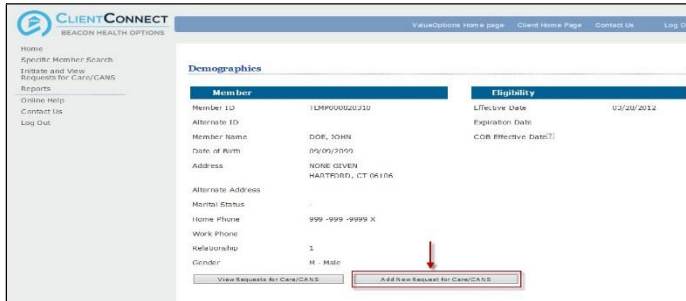 CLIENTCONNECT
BEACON HEALTH OPTIONS
ValueOptions Home page Client Home Page Contact Us Log O
Home
Specific Member Search
Initiate and View
Requests for Care/CANS
Reports
Online Help
Contact Us
Log Out
Demographics
Member
Member ID TEMP000820310
Alternate ID
Member Name DOE, JOHN
Date of Birth 09/09/2099
Address NONE GIVEN
HARTFORD, CT 06106
Alternate Address
Marital Status -
Home Phone 999 -999 -9999 X
Work Phone
Relationship 1
Gender M - Male
Eligibility
Effective Date 03/28/2012
Expiration Date
COB Effective Date
View Requests for Care/CANS Add New Request for Care/CANS